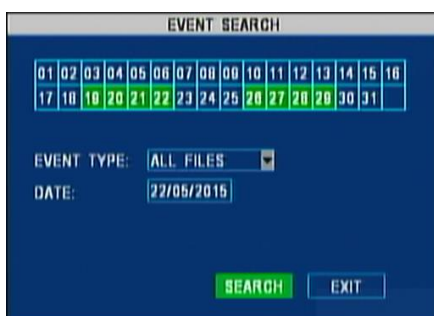 EVENT SEARCH
01 02 03 04 05 06 07 08 09 10 11 12 13 14 15 16
17 18 19 20 21 22 23 24 25 26 27 28 29 30 31
EVENT TYPE: ALL FILES
DATE: 22/05/2015
SEARCH EXIT